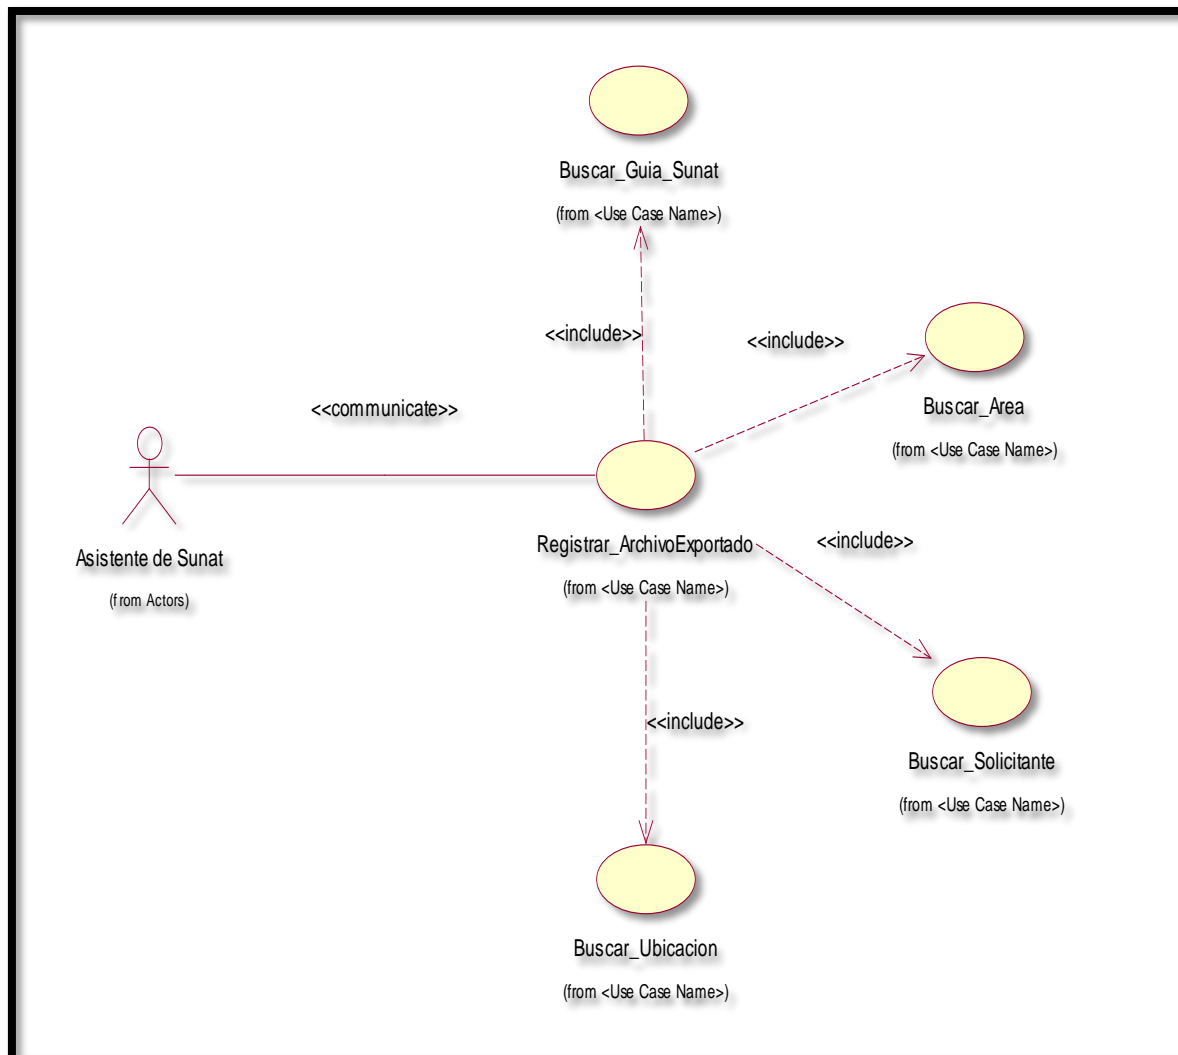 Buscar_Guia_Sunat
(from <Use Case Name>)
<<include>>
<<include>>
Buscar_Area
(from <Use Case Name>)
<<communicate>>
Asistente de Sunat
(from Actors)
Registrar_ArchivoExportado
(from <Use Case Name>)
<<include>>
<<include>>
Buscar_Solicitante
(from <Use Case Name>)
Buscar_Ubicacion
(from <Use Case Name>)